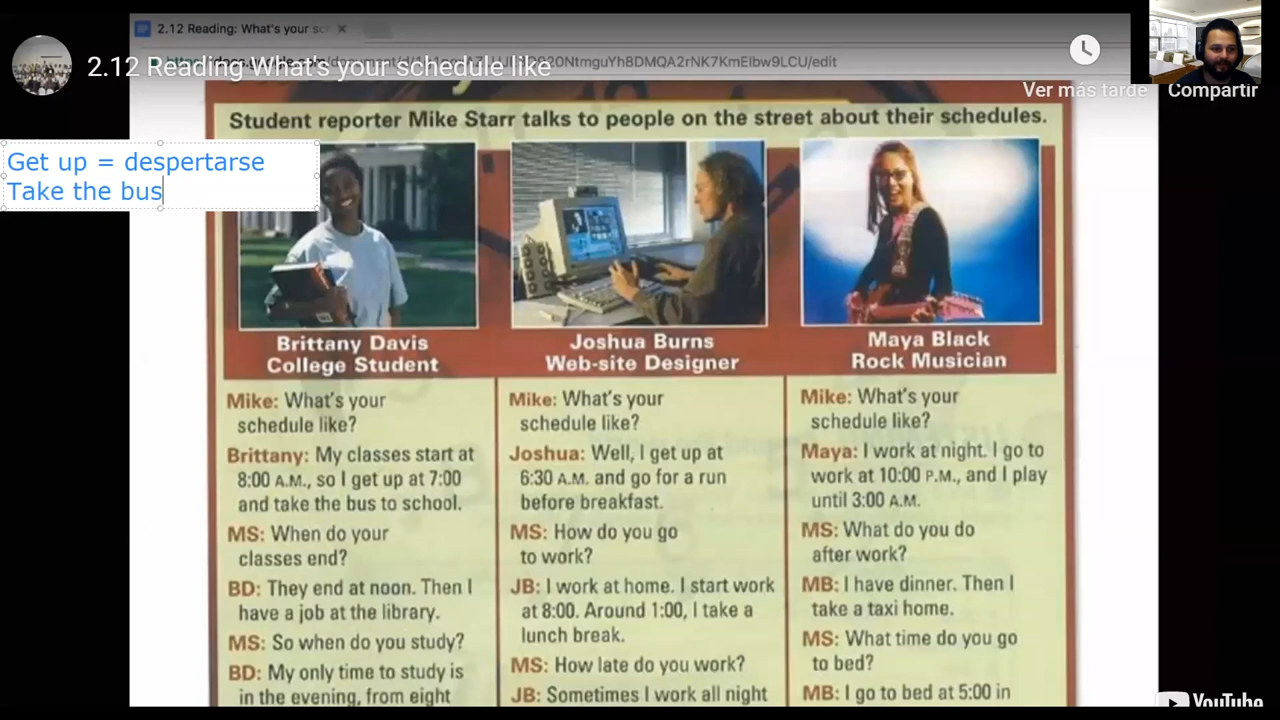 2.12 Reading: What's your
2.12 Reading What's your schedule like
Ver más tarde
Compartir
Student reporter Mike Starr talks to people on the street about their schedules.
Get up = despertarse
Take the bus
Brittany Davis
College Student
Mike: What's your
schedule like?
Brittany: My classes start at
8:00 A.M., so I get up at 7:00
and take the bus to school.
MS: When do your
classes end?
BD: They end at noon. Then I
have a job at the library.
MS: So when do you study?
BD: My only time to study is
in the evening, from eight
Joshua Burns
Web-site Designer
Mike: What's your
schedule like?
Joshua: Well, I get up at
6:30 A.M. and go for a run
before breakfast.
MS: How do you go
to work?
JB: I work at home. I start work
at 8:00. Around 1:00, I take a
lunch break.
MS: How late do you work?
JB: Sometimes I work all night
Maya Black
Rock Musician
Mike: What's your
schedule like?
Maya: I work at night. I go to
work at 10:00 P.M., and I play
until 3:00 A.M.
MS: What do you do
after work?
MB: I have dinner. Then I
take a taxi home.
MS: What time do you go
to bed?
MB: I go to bed at 5:00 in
YouTube